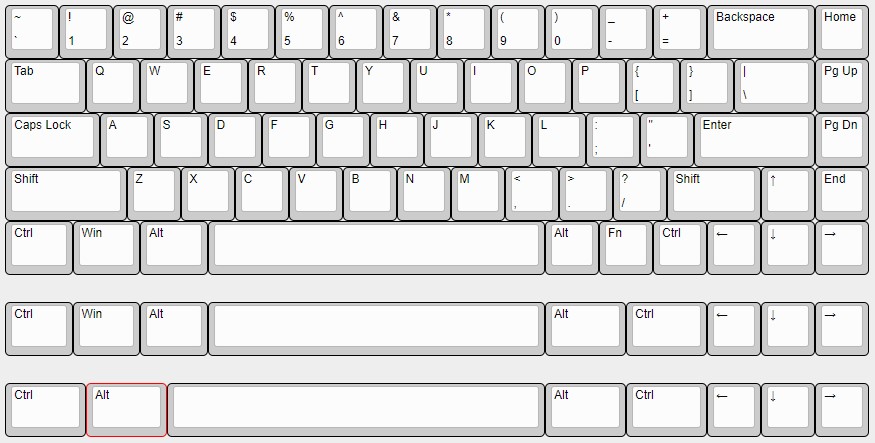 ~ ! @ # $ % ^ & * ( ) _ + Backspace Home
` 1 2 3 4 5 6 7 8 9 0 - =
Tab Q W E R T Y U I O P { } | Pg Up
[ ] \
Caps Lock A S D F G H J K L : " Enter Pg Dn
; '
Shift Z X C V B N M < > ? Shift ↑ End
, . /
Ctrl Win Alt Alt Fn Ctrl ← ↓ →
Ctrl Win Alt Alt Ctrl ← ↓ →
Ctrl Alt Alt Ctrl ← ↓ →